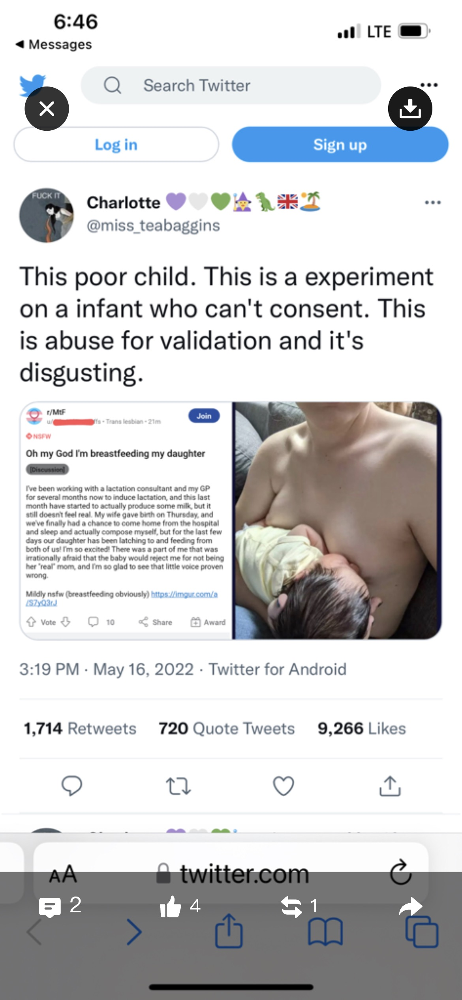 6:46
LTE
Messages
Search Twitter
Log in
Sign up
FUCK IT
Charlotte 💜🤍💚🧙‍♀️🦖🇬🇧🏝️
@miss_teabaggins
This poor child. This is a experiment
on a infant who can't consent. This
is abuse for validation and it's
disgusting.
r/MtF
Join
u/ ffs • Trans lesbian • 21m
NSFW
Oh my God I'm breastfeeding my daughter
[Discussion]
I've been working with a lactation consultant and my GP
for several months now to induce lactation, and this last
month have started to actually produce some milk, but it
still doesn't feel real. My wife gave birth on Thursday, and
we've finally had a chance to come home from the hospital
and sleep and actually compose myself, but for the last few
days our daughter has been latching to and feeding from
both of us! I'm so excited! There was a part of me that was
irrationally afraid that the baby would reject me for not being
her "real" mom, and I'm so glad to see that little voice proven
wrong.
Mildly nsfw (breastfeeding obviously) https://imgur.com/a
/S7yQ3rJ
Vote
10
Share
Award
3:19 PM · May 16, 2022 · Twitter for Android
1,714 Retweets 720 Quote Tweets 9,266 Likes
AA
twitter.com
2
4
1